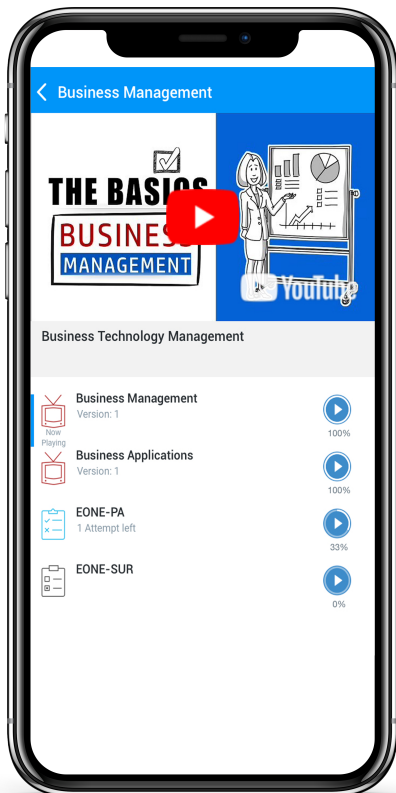 Business Management
THE BASICS
BUSINESS
MANAGEMENT
YouTube
Business Technology Management
Business Management
Version: 1
100%
Now
Playing
Business Applications
Version: 1
100%
EONE-PA
1 Attempt left
33%
EONE-SUR
0%